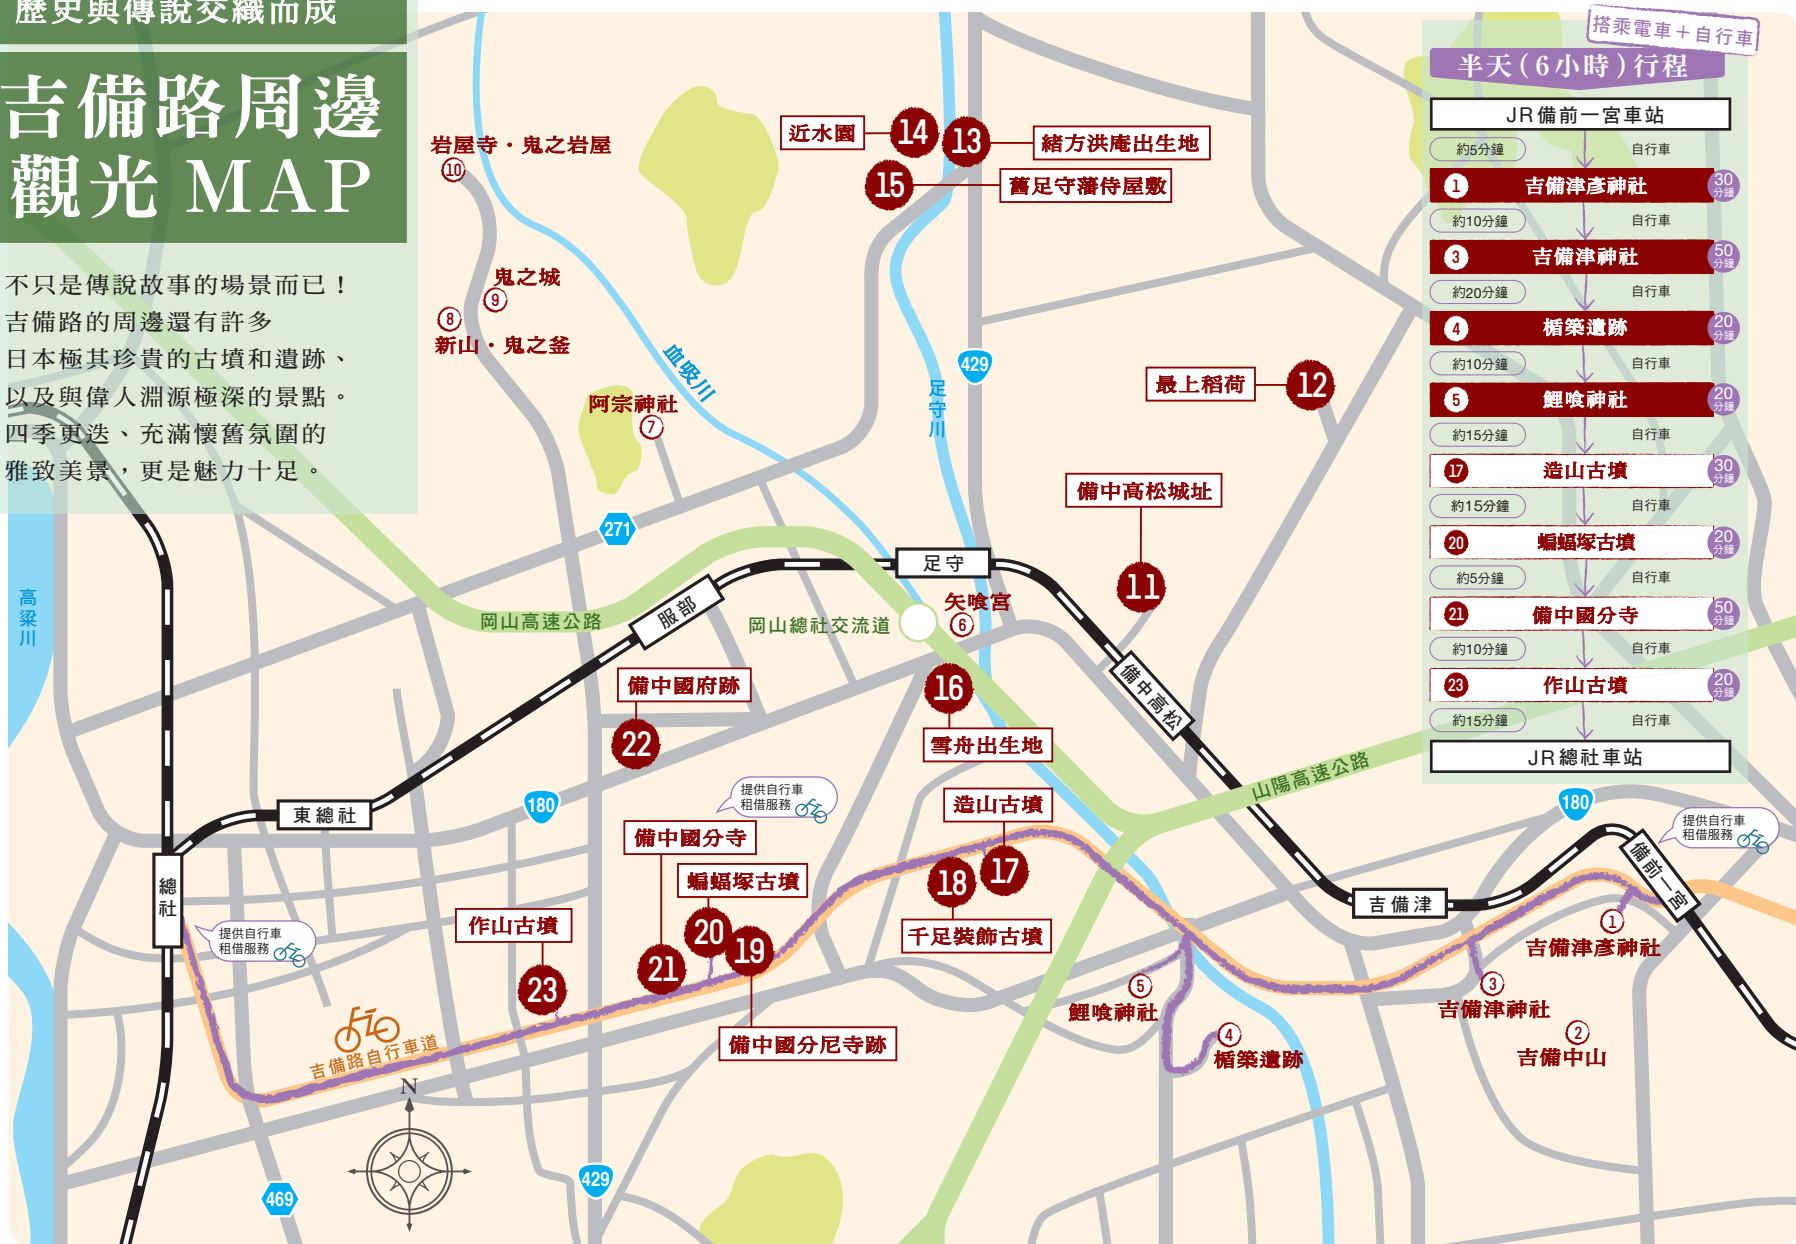 歷史與傳說交織而成
吉備路周邊
觀光 MAP
不只是傳說故事的場景而已！
吉備路的周邊還有許多
日本極其珍貴的古墳和遺跡、
以及與偉人淵源極深的景點。
四季更迭、充滿懷舊氛圍的
雅致美景，更是魅力十足。
搭乘電車＋自行車
半天（6小時）行程
JR備前一宮車站
約5分鐘
自行車
1
吉備津彥神社
30
分鐘
約10分鐘
自行車
3
吉備津神社
50
分鐘
約20分鐘
自行車
4
楯築遺跡
20
分鐘
約10分鐘
自行車
5
鯉喰神社
20
分鐘
約15分鐘
自行車
17
造山古墳
30
分鐘
約15分鐘
自行車
20
蝙蝠塚古墳
20
分鐘
約5分鐘
自行車
21
備中國分寺
50
分鐘
約10分鐘
自行車
23
作山古墳
20
分鐘
約15分鐘
自行車
JR總社車站
岩屋寺・鬼之岩屋
10
鬼之城
9
8
新山・鬼之釜
血吸川
阿宗神社
7
近水園
14
13
緒方洪庵出生地
15
舊足守藩侍屋敷
429
足守川
最上稻荷
12
備中高松城址
11
271
足守
服部
岡山高速公路
岡山總社交流道
矢喰宮
6
高梁川
備中國府跡
22
16
雪舟出生地
備中高松
山陽高速公路
東總社
180
提供自行車
租借服務
造山古墳
17
18
千足裝飾古墳
備中國分寺
蝙蝠塚古墳
作山古墳
20
19
21
23
備中國分尼寺跡
總社
提供自行車
租借服務
吉備路自行車道
N
469
429
180
提供自行車
租借服務
備前一宮
吉備津
1
吉備津彥神社
3
吉備津神社
2
吉備中山
5
鯉喰神社
4
楯築遺跡